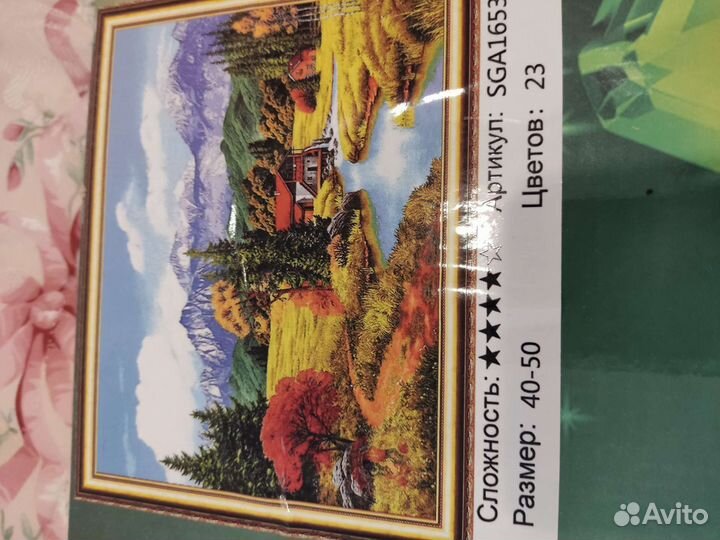 Сложность: ★★★★☆ Артикул: SGA1653
Размер: 40-50 Цветов: 23
Avito